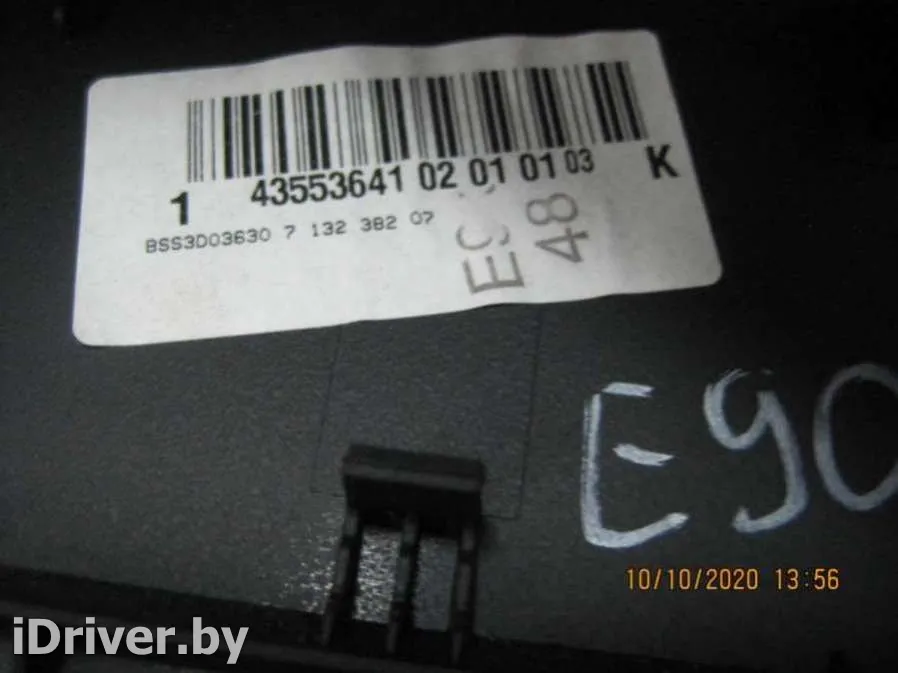 1 43553641 02 01 01 03 K
BSS3D03630 7 132 382 07
48
E90
10/10/2020 13:56
iDriver.by